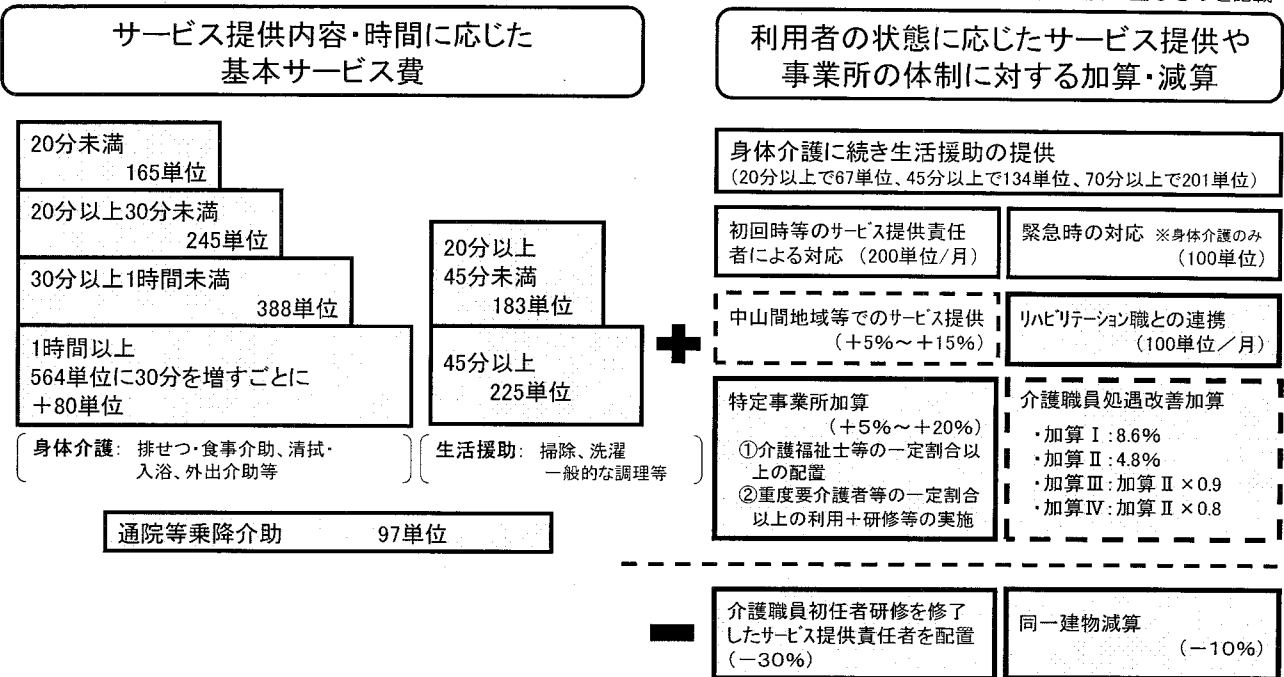 サービス提供内容・時間に応じた
基本サービス費
20分未満
165単位
20分以上30分未満
245単位
30分以上1時間未満
388単位
1時間以上
564単位に30分を増すごとに
+80単位
20分以上
45分未満
183単位
45分以上
225単位
身体介護: 排せつ・食事介助、清拭・
入浴、外出介助等
生活援助: 掃除、洗濯
一般的な調理等
通院等乗降介助 97単位
利用者の状態に応じたサービス提供や
事業所の体制に対する加算・減算
身体介護に続き生活援助の提供
(20分以上で67単位、45分以上で134単位、70分以上で201単位)
初回時等のサービス提供責任
者による対応 (200単位/月)
緊急時の対応 ※身体介護のみ
(100単位)
中山間地域等でのサービス提供
(+5%~+15%)
リハビリテーション職との連携
(100単位/月)
特定事業所加算
(+5%~+20%)
①介護福祉士等の一定割合以
上の配置
②重度要介護者等の一定割合
以上の利用+研修等の実施
介護職員処遇改善加算
・加算Ⅰ:8.6%
・加算Ⅱ:4.8%
・加算Ⅲ:加算Ⅱ×0.9
・加算Ⅳ:加算Ⅱ×0.8
介護職員初任者研修を修了
したサービス提供責任者を配置
(-30%)
同一建物減算
(-10%)